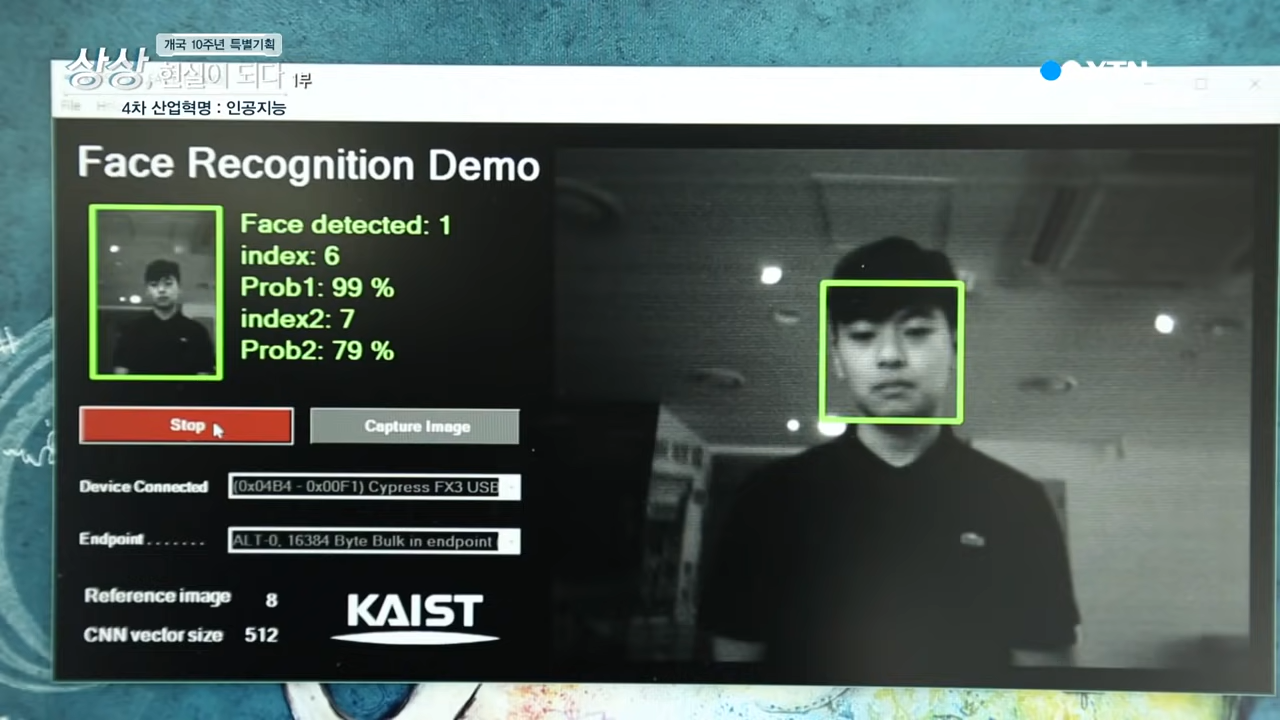 개국 10주년 특별기획
상상, 현실이 되다 1부
YTN
File
4차 산업혁명 : 인공지능
Face Recognition Demo
Face detected: 1
index: 6
Prob1: 99 %
index2: 7
Prob2: 79 %
Stop
Capture Image
Device Connected
(0x04B4 - 0x00F1) Cypress FX3 USB
Endpoint.......
ALT-0, 16384 Byte Bulk in endpoint
Reference image 8
CNN vector size 512
KAIST